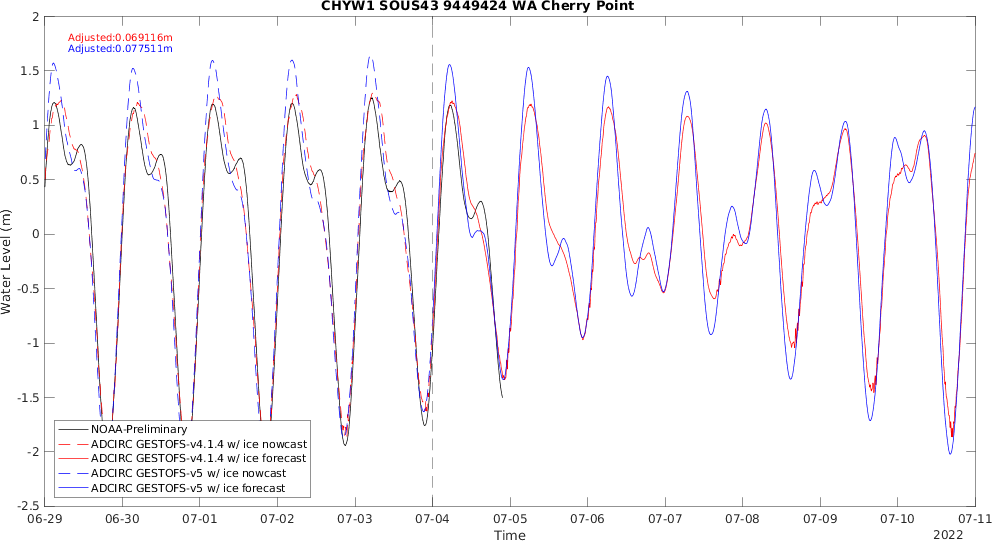 CHYW1 SOUS43 9449424 WA Cherry Point
Adjusted:0.069116m
Adjusted:0.077511m
Water Level (m)
2
1.5
1
0.5
0
-0.5
-1
-1.5
-2
-2.5
NOAA-Preliminary
ADCIRC GESTOFS-v4.1.4 w/ ice nowcast
ADCIRC GESTOFS-v4.1.4 w/ ice forecast
ADCIRC GESTOFS-v5 w/ ice nowcast
ADCIRC GESTOFS-v5 w/ ice forecast
06-29 06-30 07-01 07-02 07-03 07-04 07-05 07-06 07-07 07-08 07-09 07-10 07-11
Time
2022